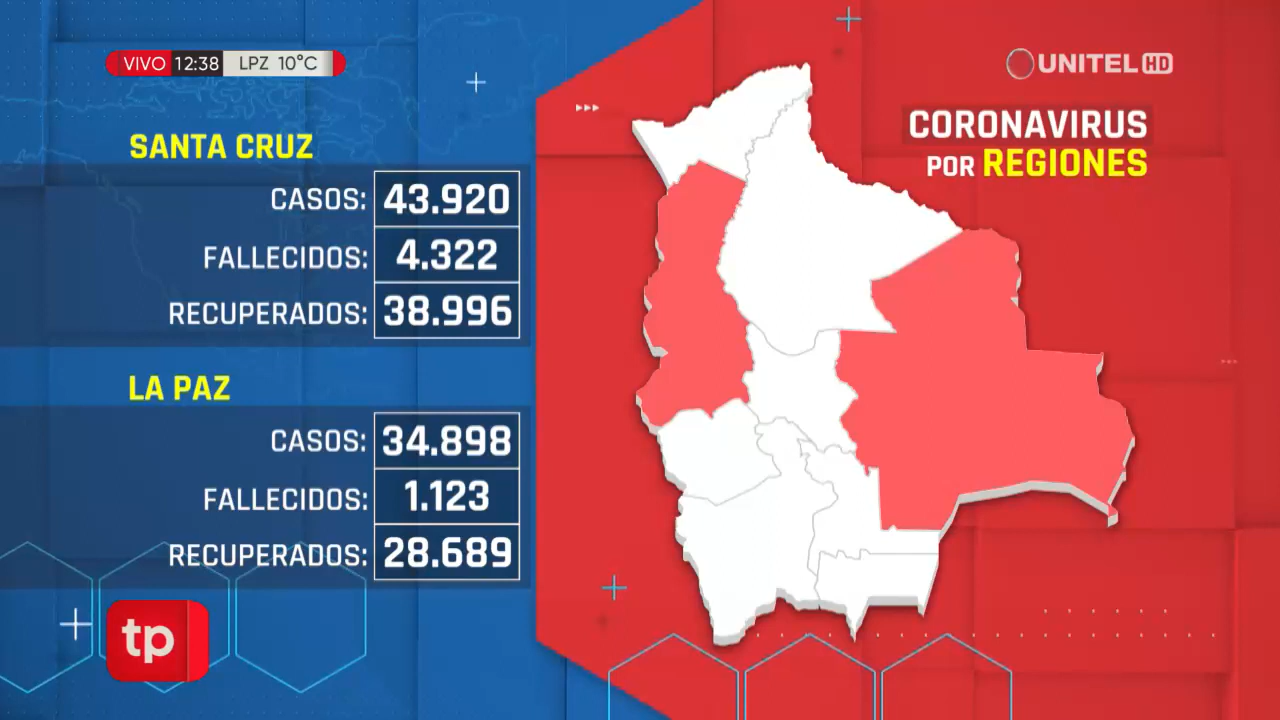 VIVO 12:38 LPZ 10°C
UNITEL HD
CORONAVIRUS
POR REGIONES
SANTA CRUZ
CASOS: 43.920
FALLECIDOS: 4.322
RECUPERADOS: 38.996
LA PAZ
CASOS: 34.898
FALLECIDOS: 1.123
RECUPERADOS: 28.689
tp